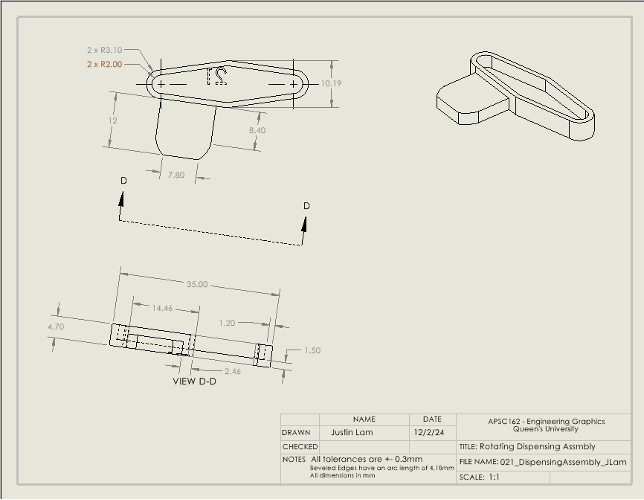 2 x R3.10
2 x R2.00
10.19
12
8.40
7.80
D
D
35.00
14.46
1.20
4.70
1.50
2.46
VIEW D-D
NAME DATE
DRAWN Justin Lam 12/2/24
CHECKED
NOTES All tolerances are +- 0.3mm
Beveled Edges have an arc length of 4.18mm
All dimensions in mm
APSC162 - Engineering Graphics
Queen's University
TITLE: Rotating Dispensing Assmbly
FILE NAME: 021_DispensingAssembly_JLam
SCALE: 1:1